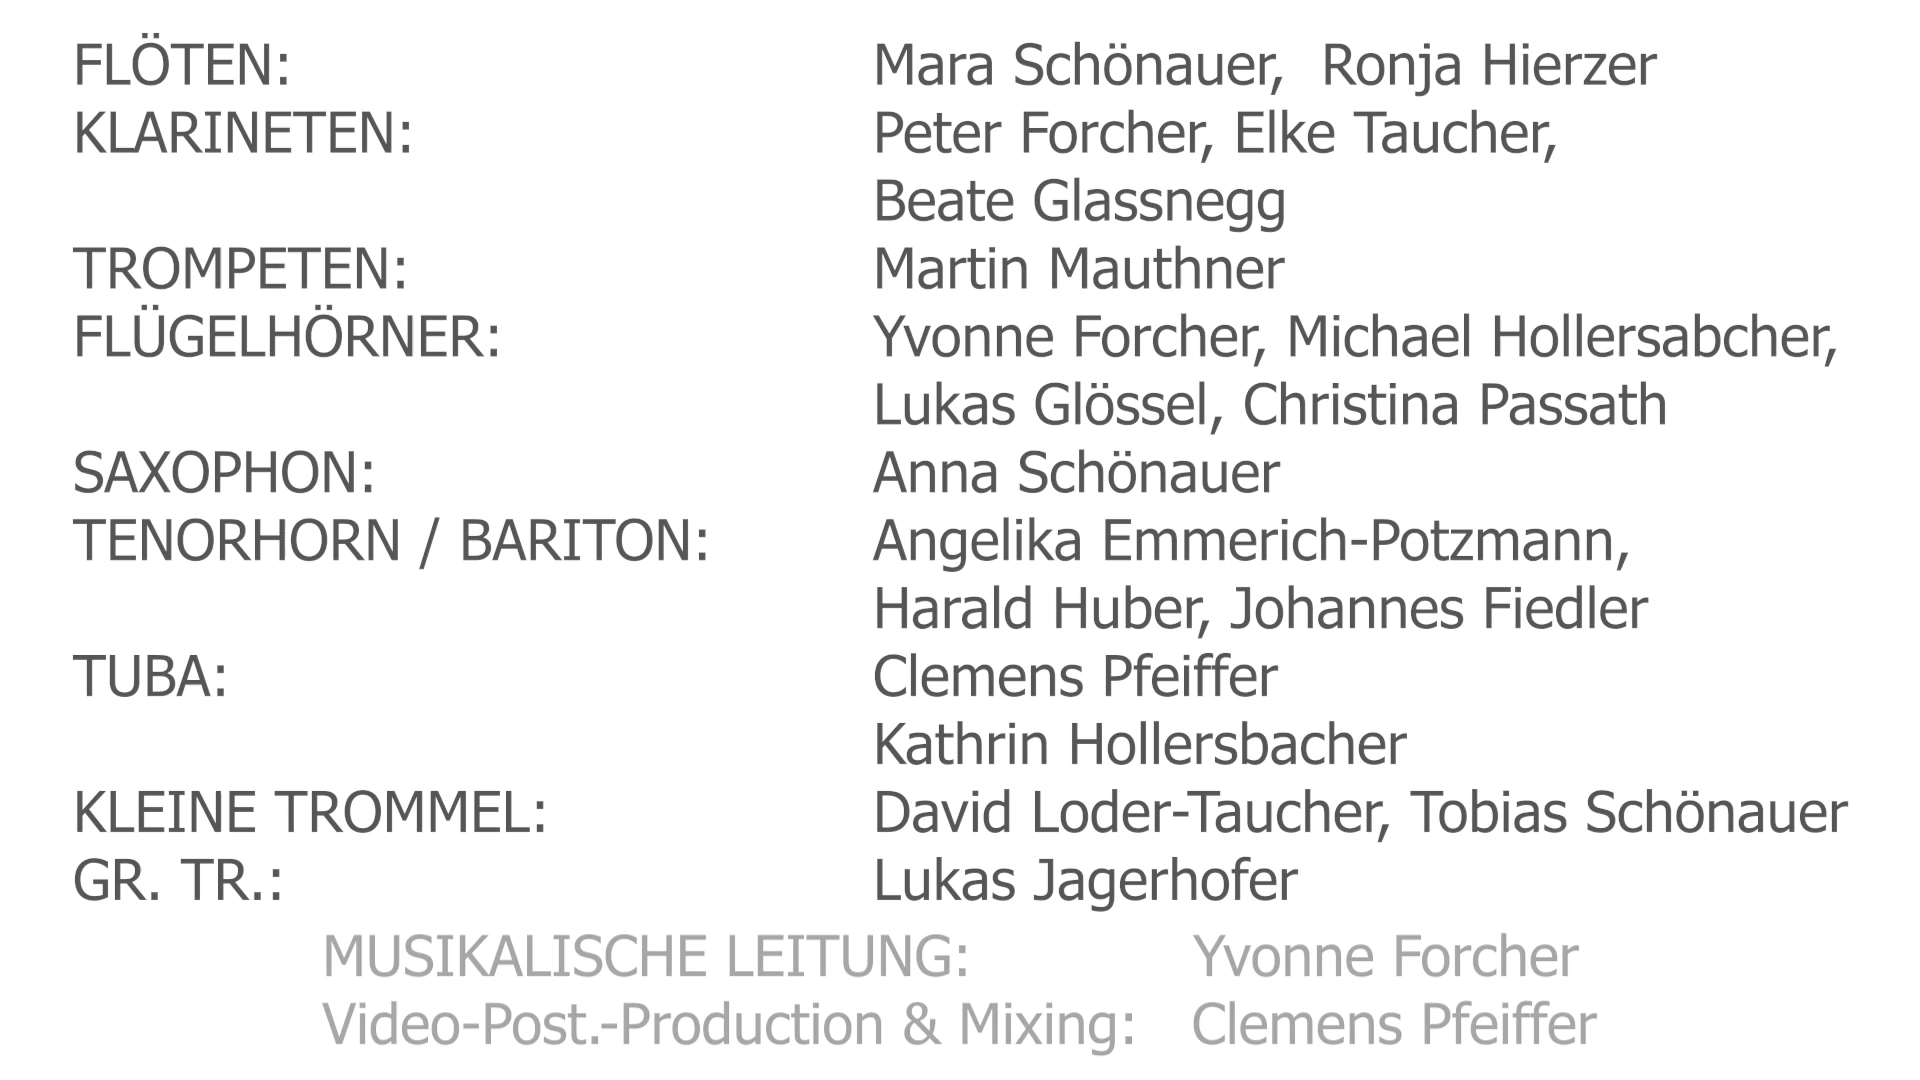 FLÖTEN: Mara Schönauer, Ronja Hierzer
KLARINETEN: Peter Forcher, Elke Taucher,
Beate Glassnegg
TROMPETEN: Martin Mauthner
FLÜGELHÖRNER: Yvonne Forcher, Michael Hollersabcher,
Lukas Glössel, Christina Passath
SAXOPHON: Anna Schönauer
TENORHORN / BARITON: Angelika Emmerich-Potzmann,
Harald Huber, Johannes Fiedler
TUBA: Clemens Pfeiffer
Kathrin Hollersbacher
KLEINE TROMMEL: David Loder-Taucher, Tobias Schönauer
GR. TR.: Lukas Jagerhofer
MUSIKALISCHE LEITUNG: Yvonne Forcher
Video-Post.-Production & Mixing: Clemens Pfeiffer